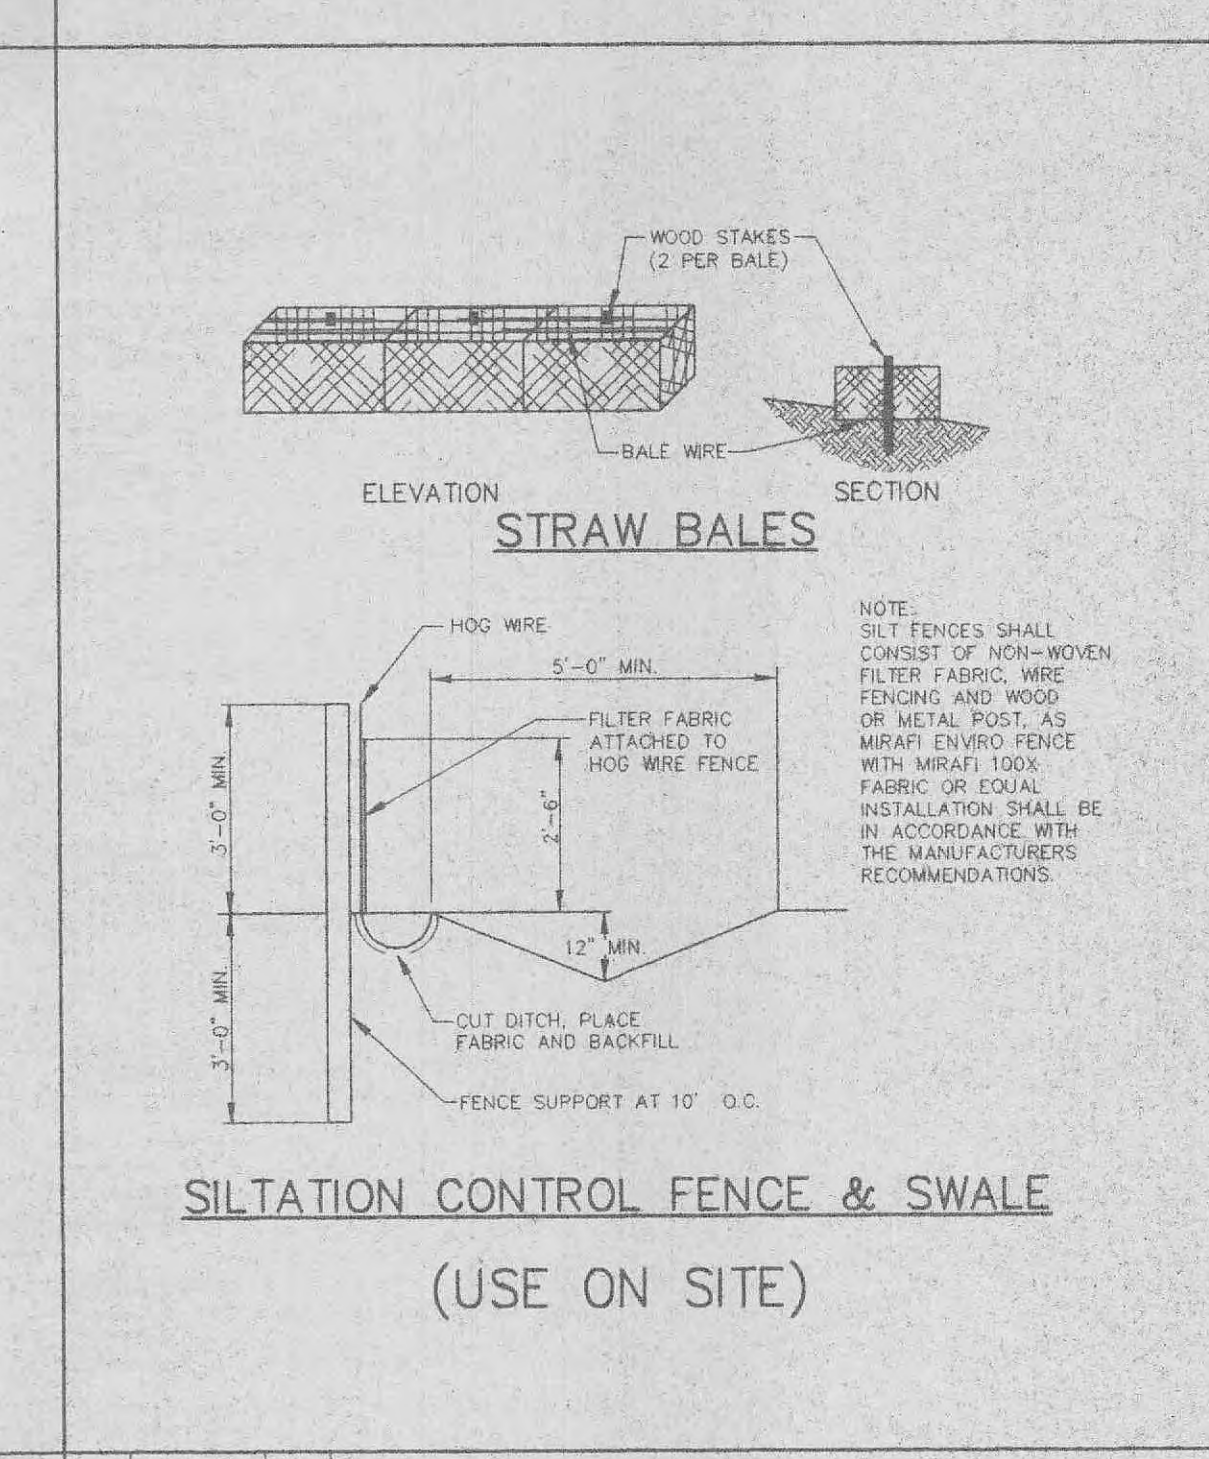 WOOD STAKES
(2 PER BALE)
BALE WIRE
ELEVATION
SECTION
STRAW BALES
HOG WIRE
5'-0" MIN.
FILTER FABRIC
ATTACHED TO
HOG WIRE FENCE
3'-0" MIN
2'-6"
12" MIN.
3'-0" MIN.
CUT DITCH, PLACE
FABRIC AND BACKFILL
FENCE SUPPORT AT 10' O.C.
NOTE:
SILT FENCES SHALL
CONSIST OF NON-WOVEN
FILTER FABRIC, WIRE
FENCING AND WOOD
OR METAL POST, AS
MIRAFI ENVIRO FENCE
WITH MIRAFI 100X
FABRIC OR EQUAL
INSTALLATION SHALL BE
IN ACCORDANCE WITH
THE MANUFACTURERS
RECOMMENDATIONS.
SILTATION CONTROL FENCE & SWALE
(USE ON SITE)